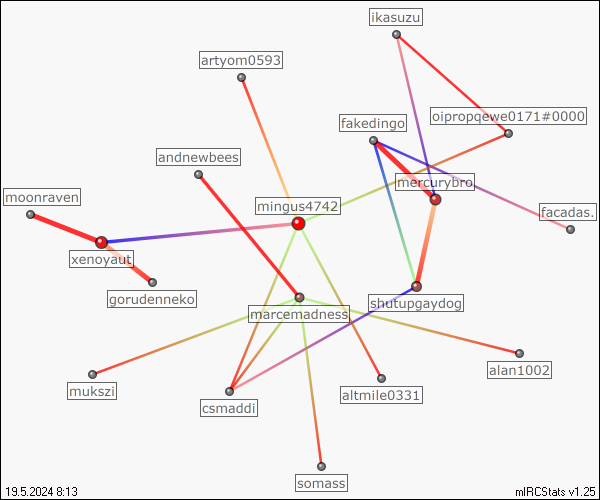 ikasuzu
artyom0593
oipropqewe0171#0000
fakedingo
andnewbees
mercurybro
moonraven
mingus4742
facadas.
xenoyaut
gorudenneko
shutupgaydog
marcemadness
alan1002
mukszi
altmile0331
csmaddi
somass
19.5.2024 8:13
mIRCStats v1.25